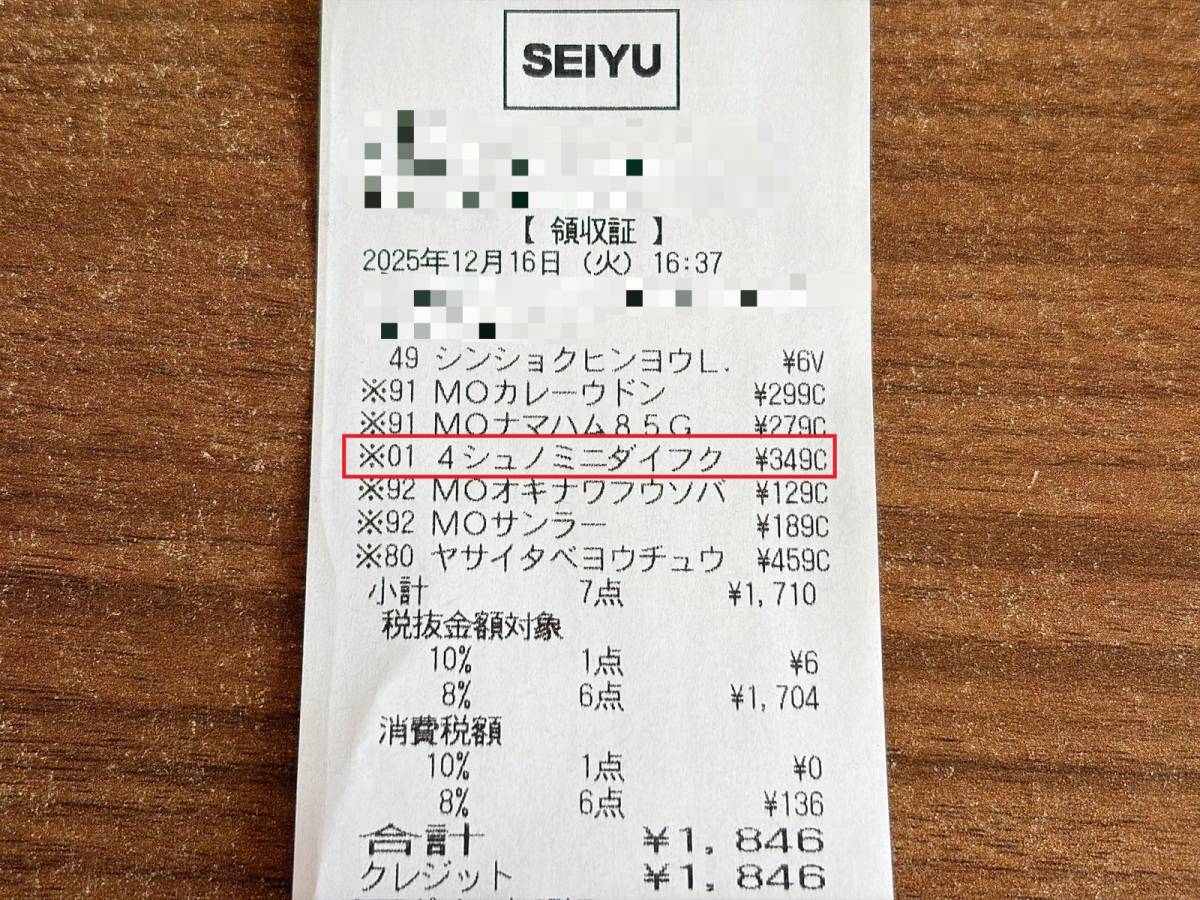 SEIYU
【 領収証 】
2025年12月16日 (火) 16:37
49 シンショクヒンヨウL. ¥6V
※91 MOカレーウドン ¥299C
※91 MOナマハム85G ¥279C
※01 4シュノミニダイフク ¥349C
※92 MOオキナワフウソバ ¥129C
※92 MOサンラー ¥189C
※80 ヤサイタベヨウチュウ ¥459C
小計 7点 ¥1,710
税抜金額対象
10% 1点 ¥6
8% 6点 ¥1,704
消費税額
10% 1点 ¥0
8% 6点 ¥136
合計 ¥1,846
クレジット ¥1,846